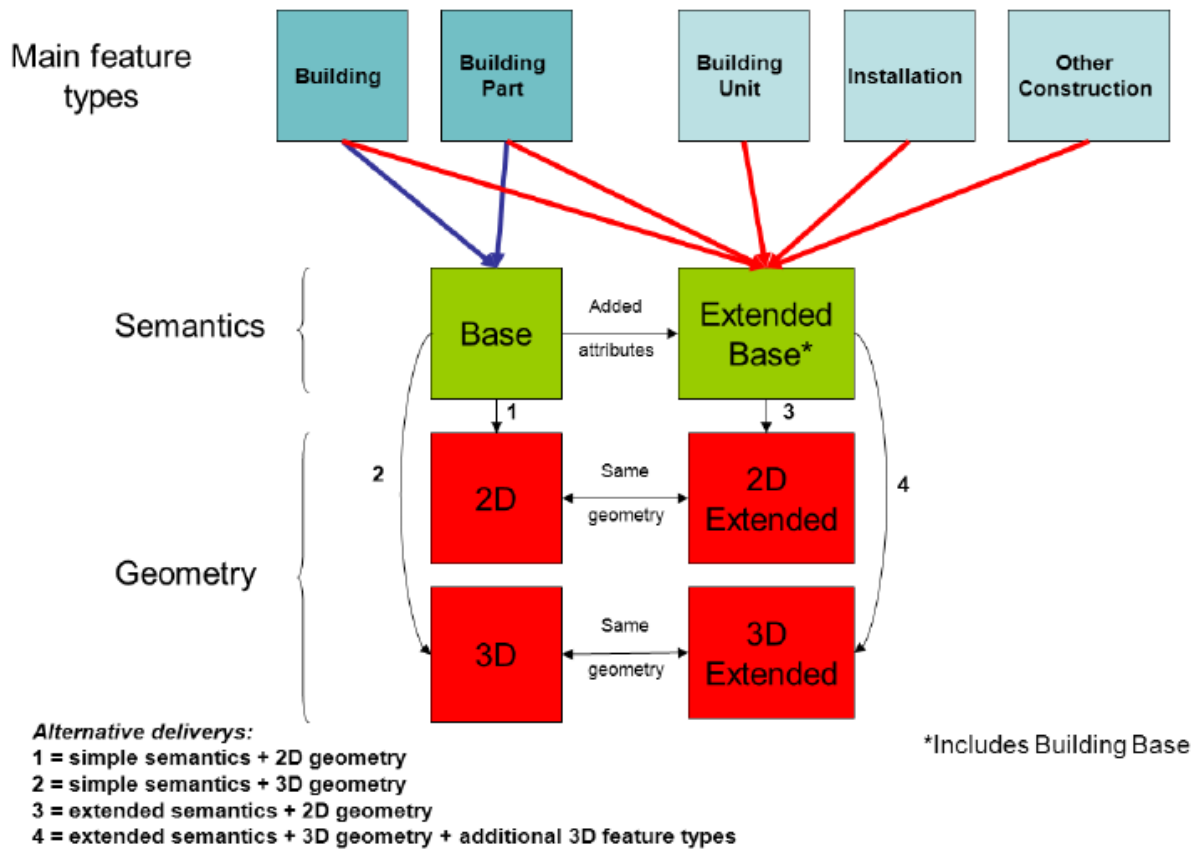 Main feature
types
Building
Building
Part
Building
Unit
Installation
Other
Construction
Semantics
Base
Added
attributes
Extended
Base*
1
3
2
4
Geometry
2D
Same
geometry
2D
Extended
3D
Same
geometry
3D
Extended
Alternative deliverys:
1 = simple semantics + 2D geometry
2 = simple semantics + 3D geometry
3 = extended semantics + 2D geometry
4 = extended semantics + 3D geometry + additional 3D feature types
*Includes Building Base